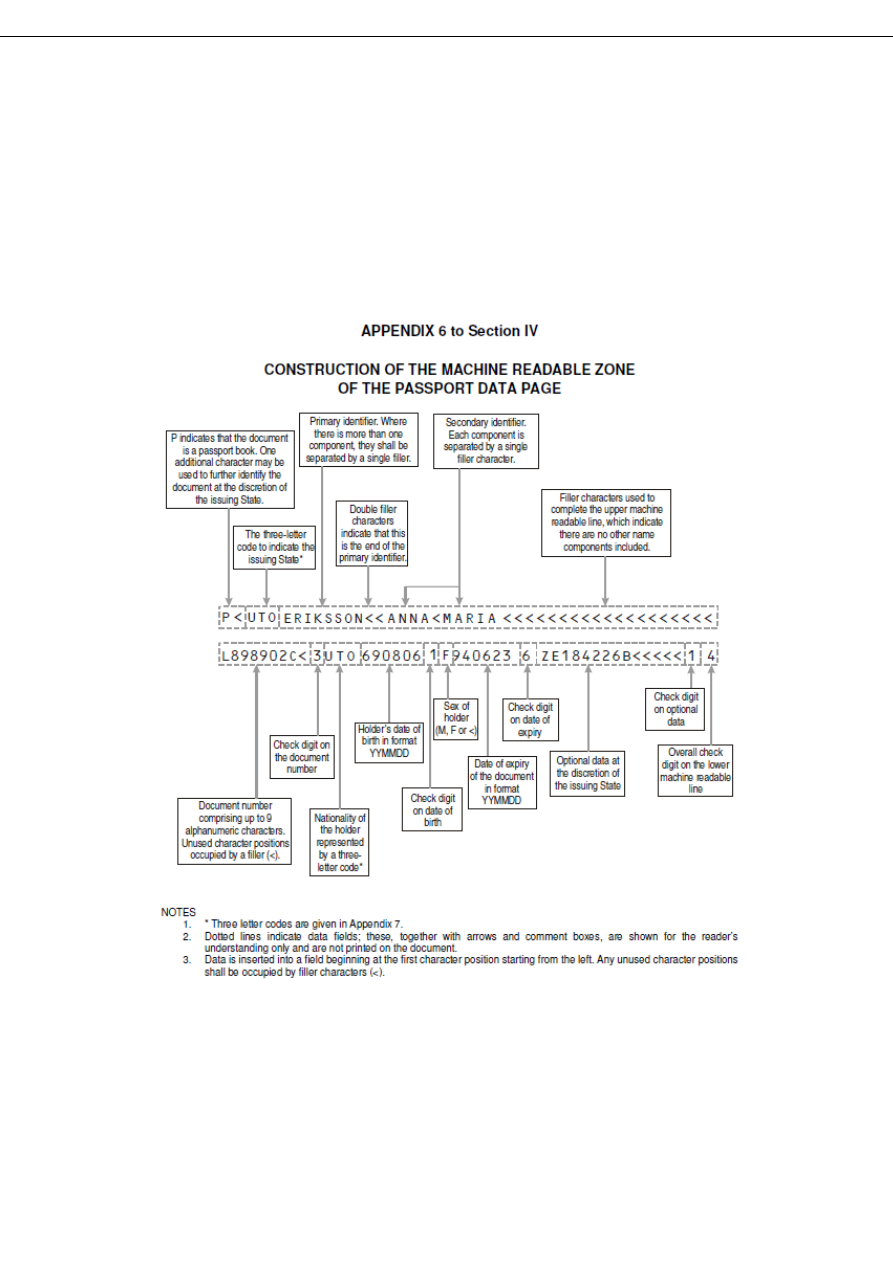 APPENDIX 6 to Section IV
CONSTRUCTION OF THE MACHINE READABLE ZONE
OF THE PASSPORT DATA PAGE
P indicates that the document
is a passport book. One
additional character may be
used to further identify the
document at the discretion of
the issuing State.
Primary identifier. Where
there is more than one
component, they shall be
separated by a single filler.
Secondary identifier.
Each component is
separated by a single
filler character.
The three-letter
code to indicate the
issuing State*
Double filler
characters
indicate that this
is the end of the
primary identifier.
Filler characters used to
complete the upper machine
readable line, which indicate
there are no other name
components included.
P<UTOERIKSSON<<ANNA<MARIA <<<<<<<<<<<<<<<<<<<
L898902C<3UTO6908061F940623 6 ZE184226B<<<<<1 4
Check digit on
the document
number
Holder's date of
birth in format
YYMMDD
Sex of
holder
(M, F or <)
Check digit
on date of
expiry
Check digit
on optional
data
Document number
comprising up to 9
alphanumeric characters.
Unused character positions
occupied by a filler (<).
Nationality of
the holder
represented
by a three-
letter code*
Check digit
on date of
birth
Date of expiry
of the document
in format
YYMMDD
Optional data at
the discretion of
the issuing State
Overall check
digit on the lower
machine readable
line
NOTES
1. * Three letter codes are given in Appendix 7.
2. Dotted lines indicate data fields; these, together with arrows and comment boxes, are shown for the reader's
understanding only and are not printed on the document.
3. Data is inserted into a field beginning at the first character position starting from the left. Any unused character positions
shall be occupied by filler characters (<).